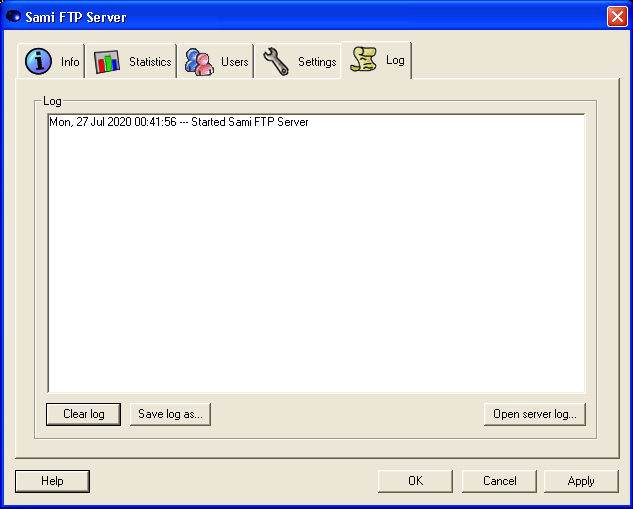 Sami FTP Server
Info
Statistics
Users
Settings
Log
Log
Mon, 27 Jul 2020 00:41:56 --- Started Sami FTP Server
Clear log
Save log as...
Open server log...
Help
OK
Cancel
Apply